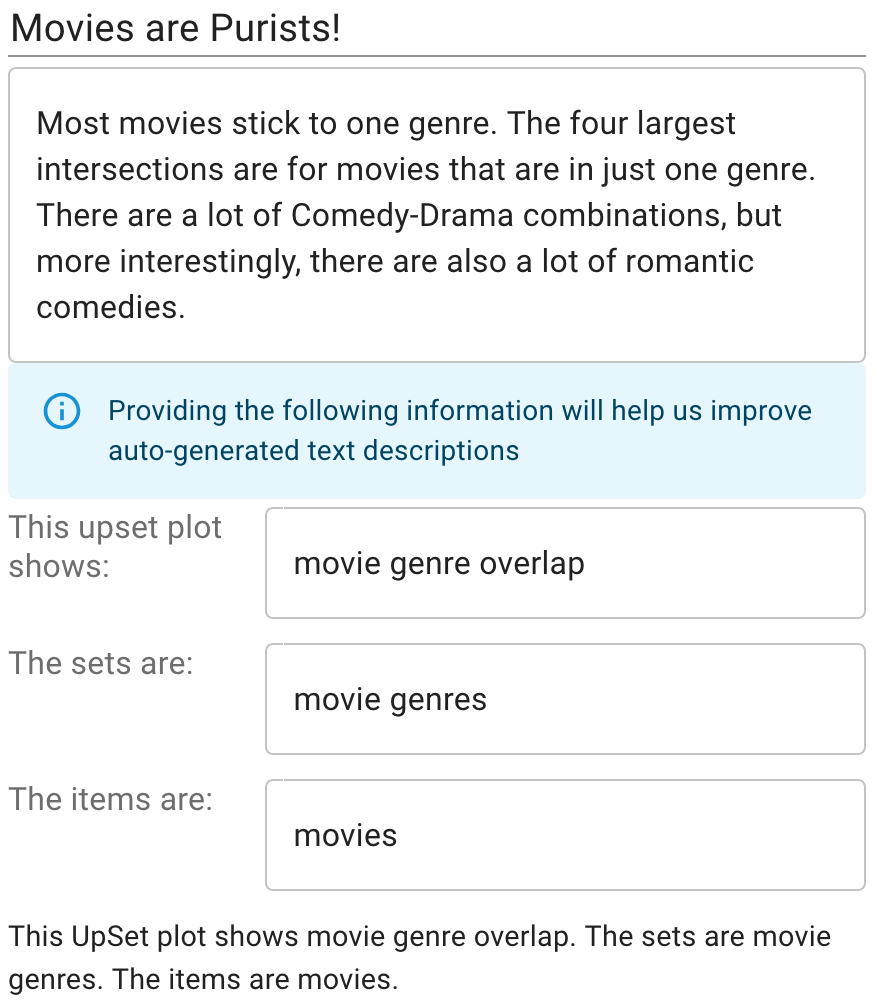 Movies are Purists!
Most movies stick to one genre. The four largest
intersections are for movies that are in just one genre.
There are a lot of Comedy-Drama combinations, but
more interestingly, there are also a lot of romantic
comedies.
Providing the following information will help us improve
auto-generated text descriptions
This upset plot
shows:
movie genre overlap
The sets are:
movie genres
The items are:
movies
This UpSet plot shows movie genre overlap. The sets are movie
genres. The items are movies.